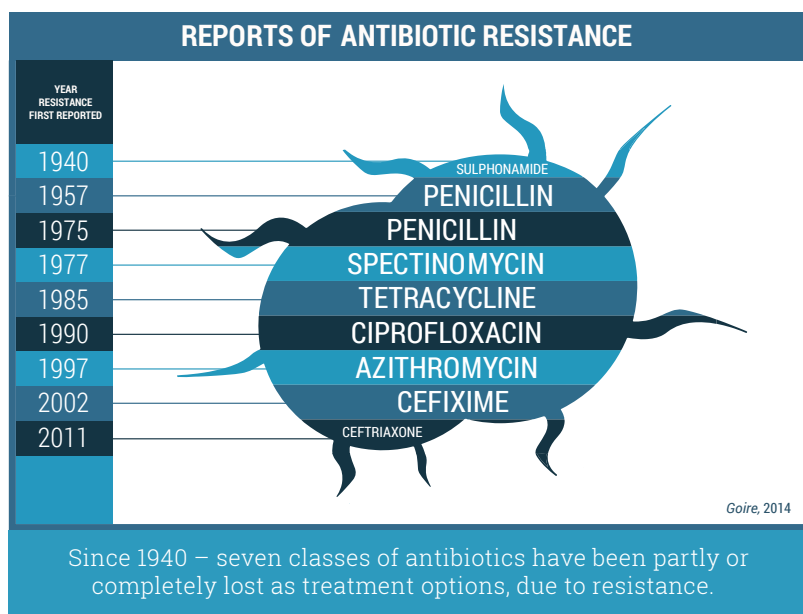 REPORTS OF ANTIBIOTIC RESISTANCE
YEAR
RESISTANCE
FIRST REPORTED
1940 SULPHONAMIDE
1957 PENICILLIN
1975 PENICILLIN
1977 SPECTINOMYCIN
1985 TETRACYCLINE
1990 CIPROFLOXACIN
1997 AZITHROMYCIN
2002 CEFIXIME
2011 CEFTRIAXONE
Goire, 2014
Since 1940 – seven classes of antibiotics have been partly or
completely lost as treatment options, due to resistance.